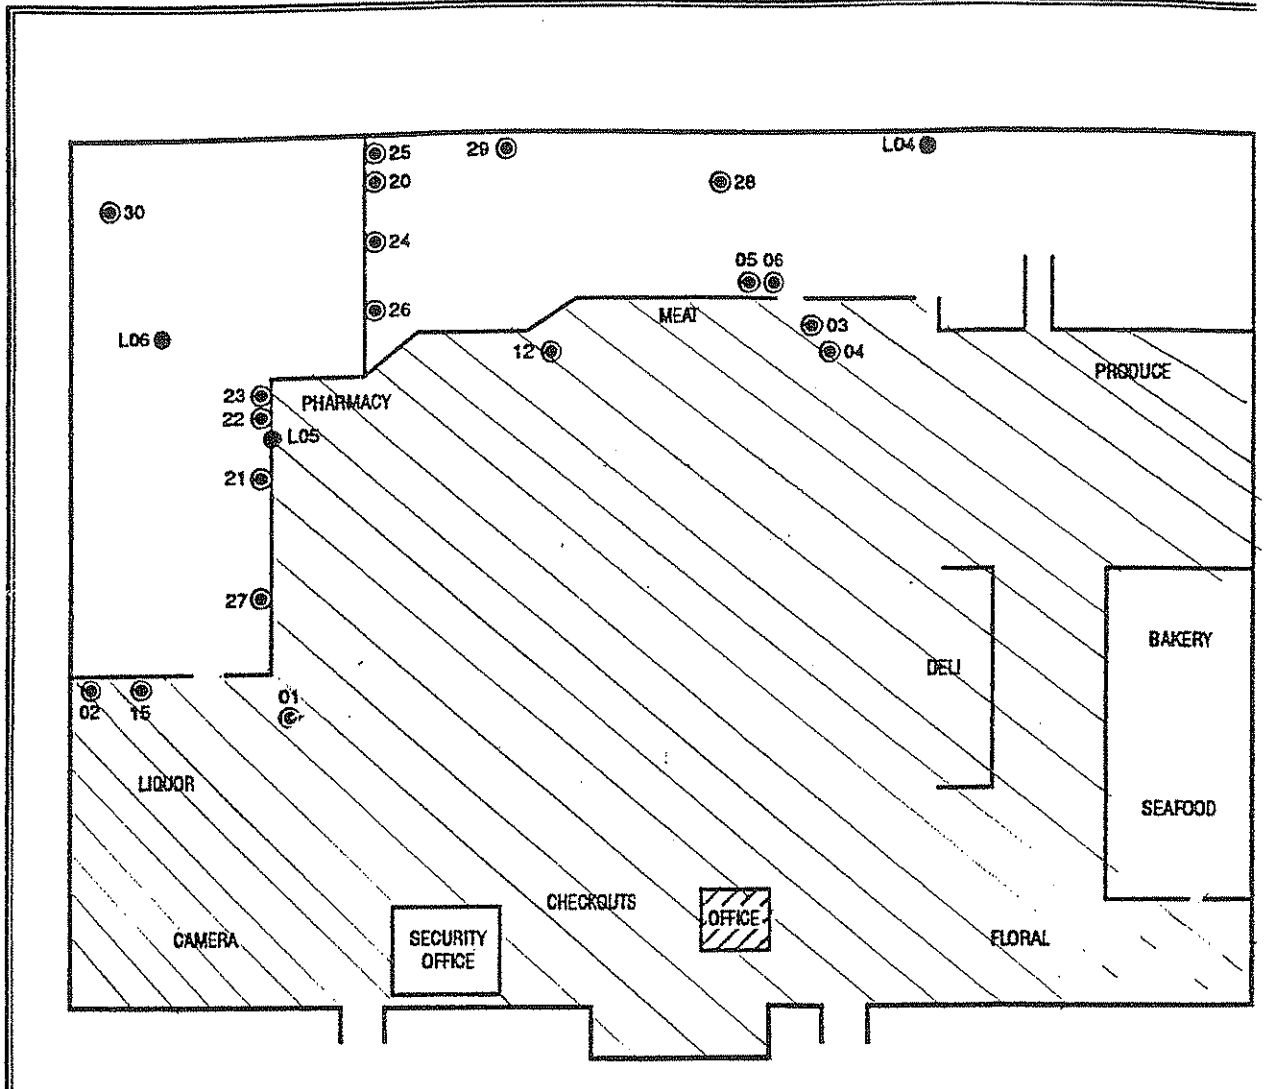 25
29
L04
20
28
30
24
05 06
26
MEAT
03
L06
12
04
PRODUCE
23
PHARMACY
22
L05
21
27
BAKERY
DELI
02
15
01
LIQUOR
SEAFOOD
CHECKOUTS
OFFICE
CAMERA
SECURITY
OFFICE
FLORAL